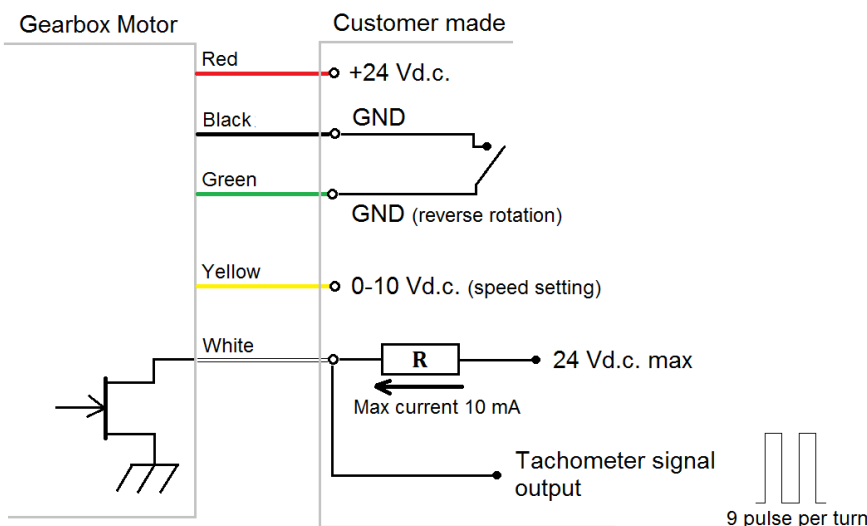 Gearbox Motor
Customer made
Red
+24 Vd.c.
Black
GND
Green
GND (reverse rotation)
Yellow
0-10 Vd.c. (speed setting)
White
R
24 Vd.c. max
Max current 10 mA
Tachometer signal
output
9 pulse per turn